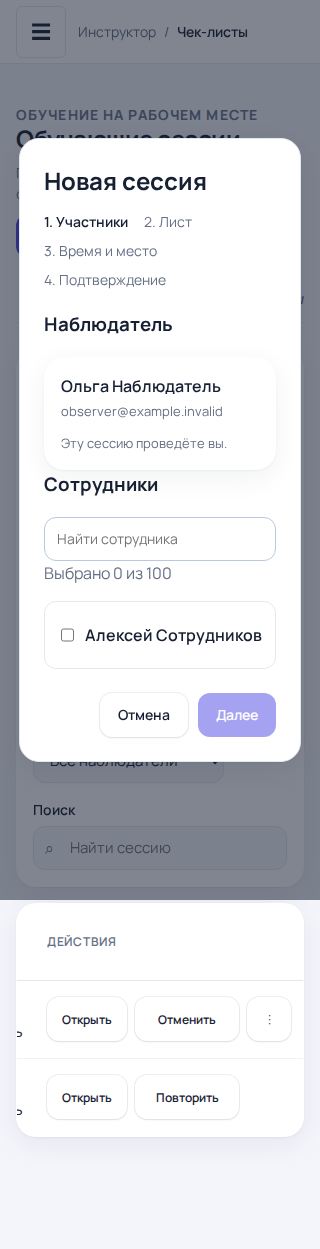 ☰ Инструктор / Чек-листы
ОБУЧЕНИЕ НА РАБОЧЕМ МЕСТЕ
Обучающие сессии
Новая сессия
1. Участники 2. Лист
3. Время и место
4. Подтверждение
Наблюдатель
Ольга Наблюдатель
observer@example.invalid
Эту сессию проведёте вы.
Сотрудники
Найти сотрудника
Выбрано 0 из 100
Алексей Сотрудников
Отмена Далее
Все наблюдатели
Поиск
Найти сессию
ДЕЙСТВИЯ
Открыть Отменить ⋮
Открыть Повторить